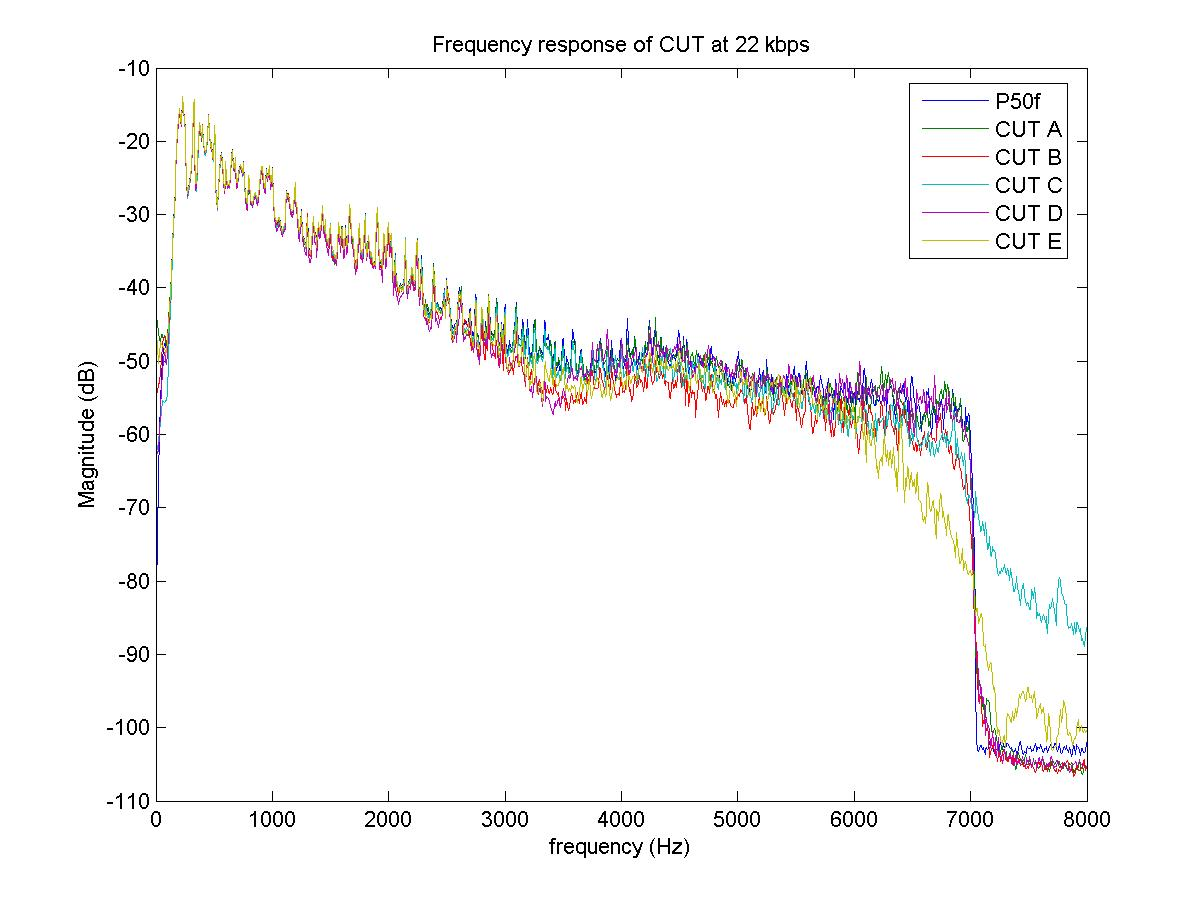 Frequency response of CUT at 22 kbps
-10
-20
-30
-40
-50
-60
-70
-80
-90
-100
-110
Magnitude (dB)
P50f
CUT A
CUT B
CUT C
CUT D
CUT E
0 1000 2000 3000 4000 5000 6000 7000 8000
frequency (Hz)